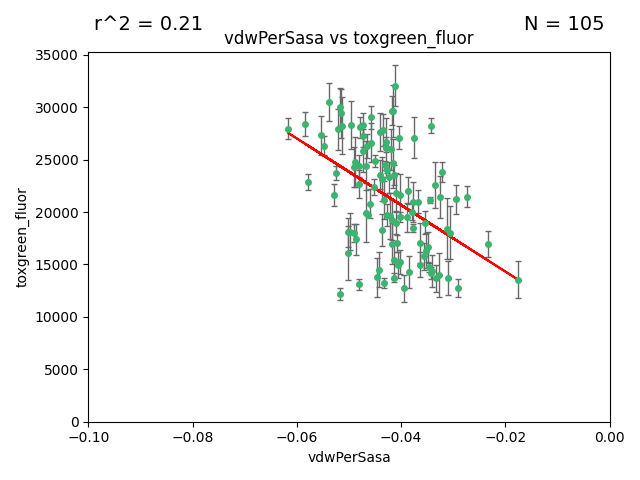 r^2 = 0.21
N = 105
vdwPerSasa vs toxgreen_fluor
35000
30000
25000
20000
15000
10000
5000
0
toxgreen_fluor
−0.10
−0.08
−0.06
−0.04
−0.02
0.00
vdwPerSasa